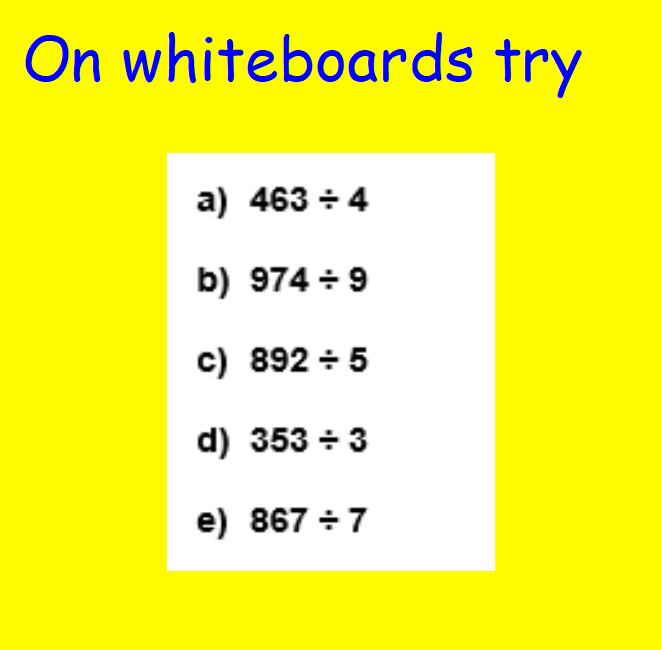 On whiteboards try
a) 463 ÷ 4
b) 974 ÷ 9
c) 892 ÷ 5
d) 353 ÷ 3
e) 867 ÷ 7